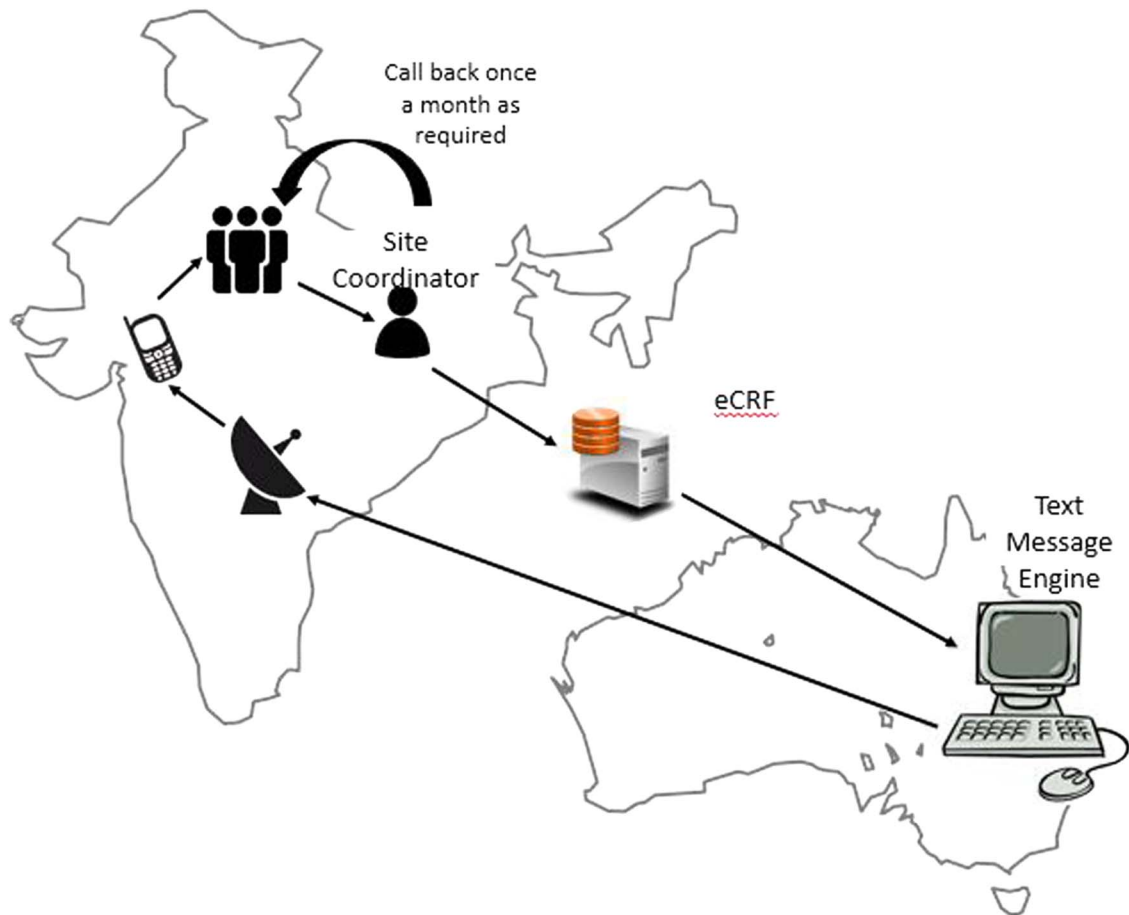 Call back once
a month as
required
Site
Coordinator
eCRF
Text
Message
Engine